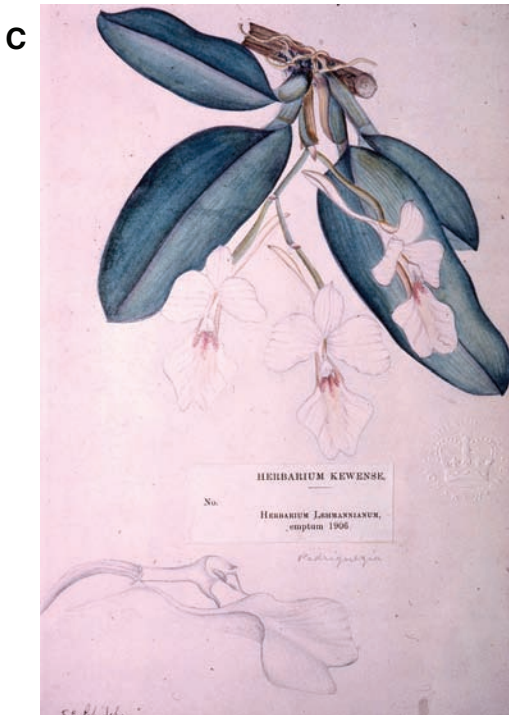 C
HERBARIUM KEWENSE.
No.
HERBARIUM LEHMANNIANUM,
emptum 1906
Rodriguezia